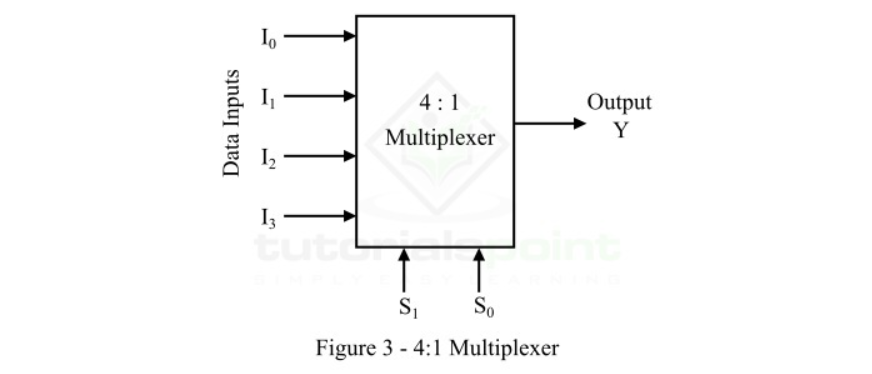 I₀
I₁
I₂
I₃
Data Inputs
4 : 1
Multiplexer
Output
Y
S₁
S₀
tutorialspoint
SIMPLY EASY LEARNING
Figure 3 - 4:1 Multiplexer